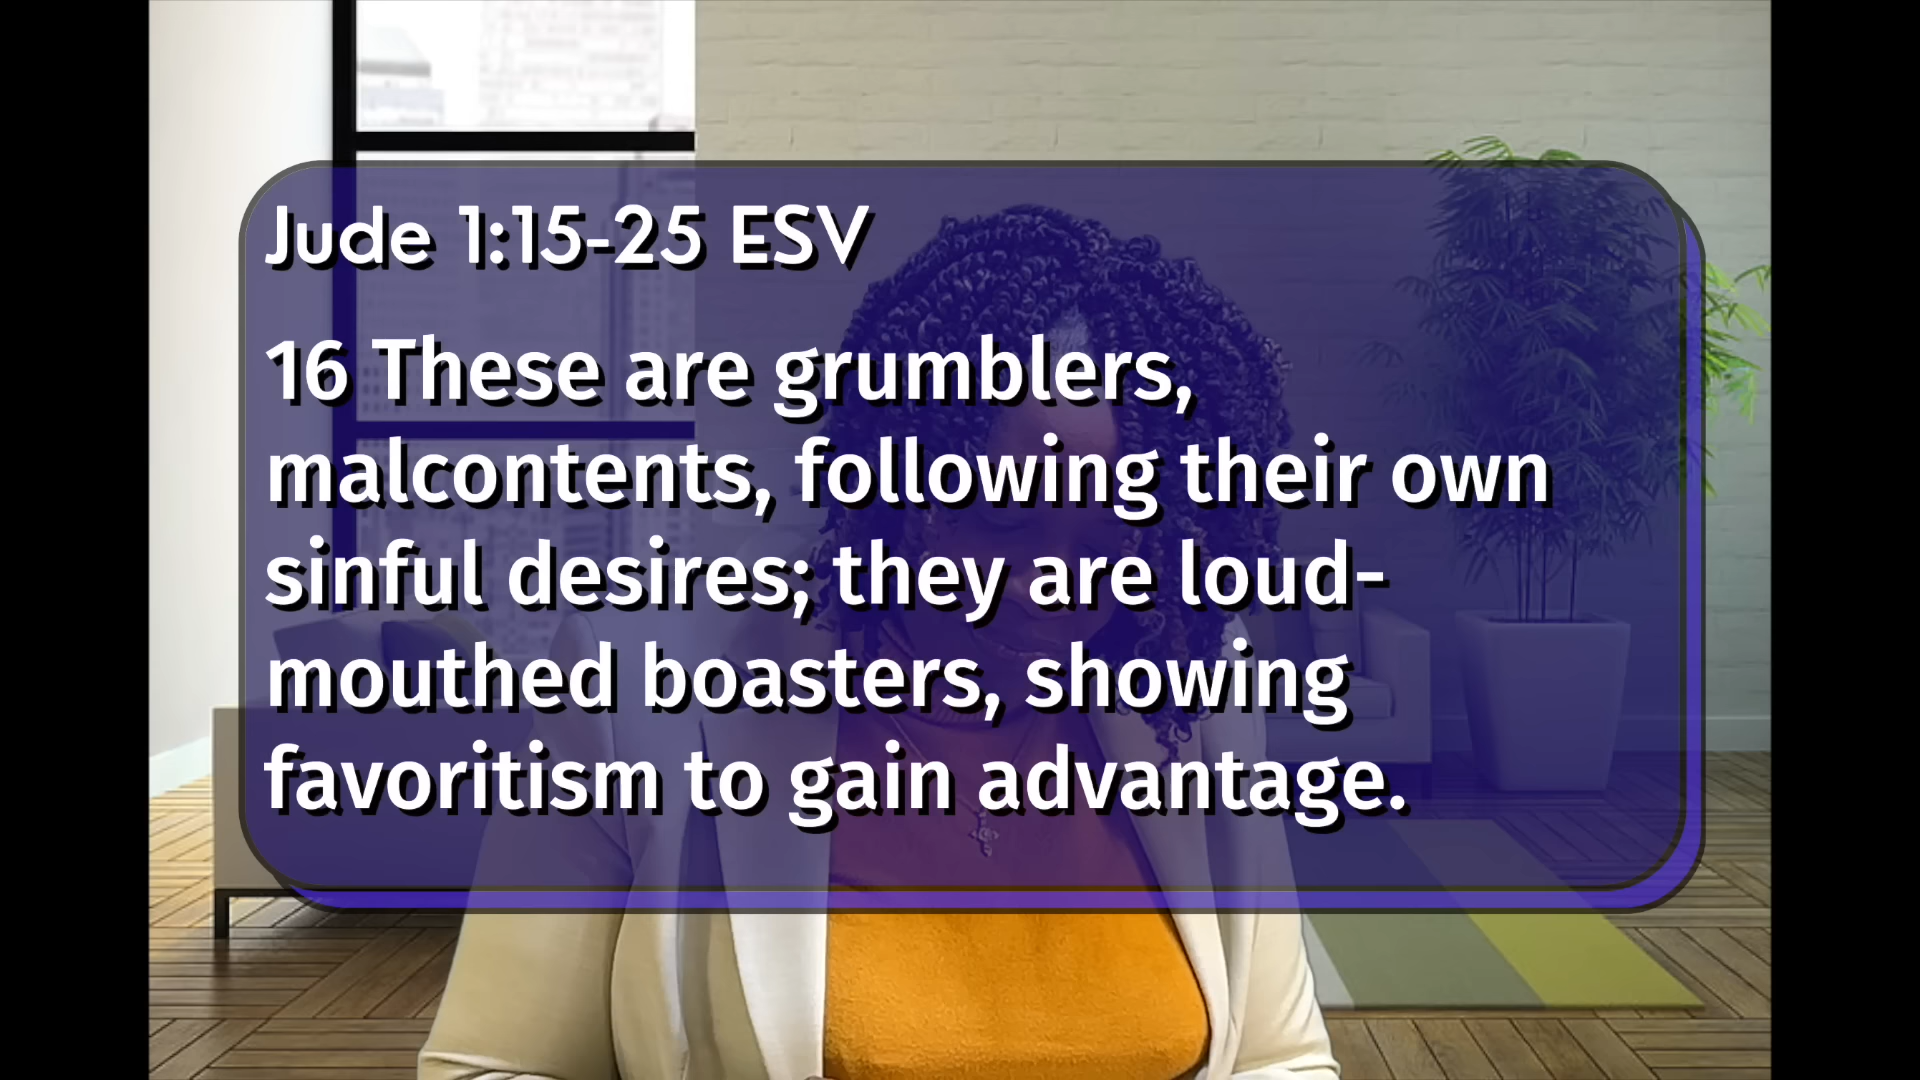 Jude 1:15-25 ESV
16 These are grumblers,
malcontents, following their own
sinful desires; they are loud-
mouthed boasters, showing
favoritism to gain advantage.